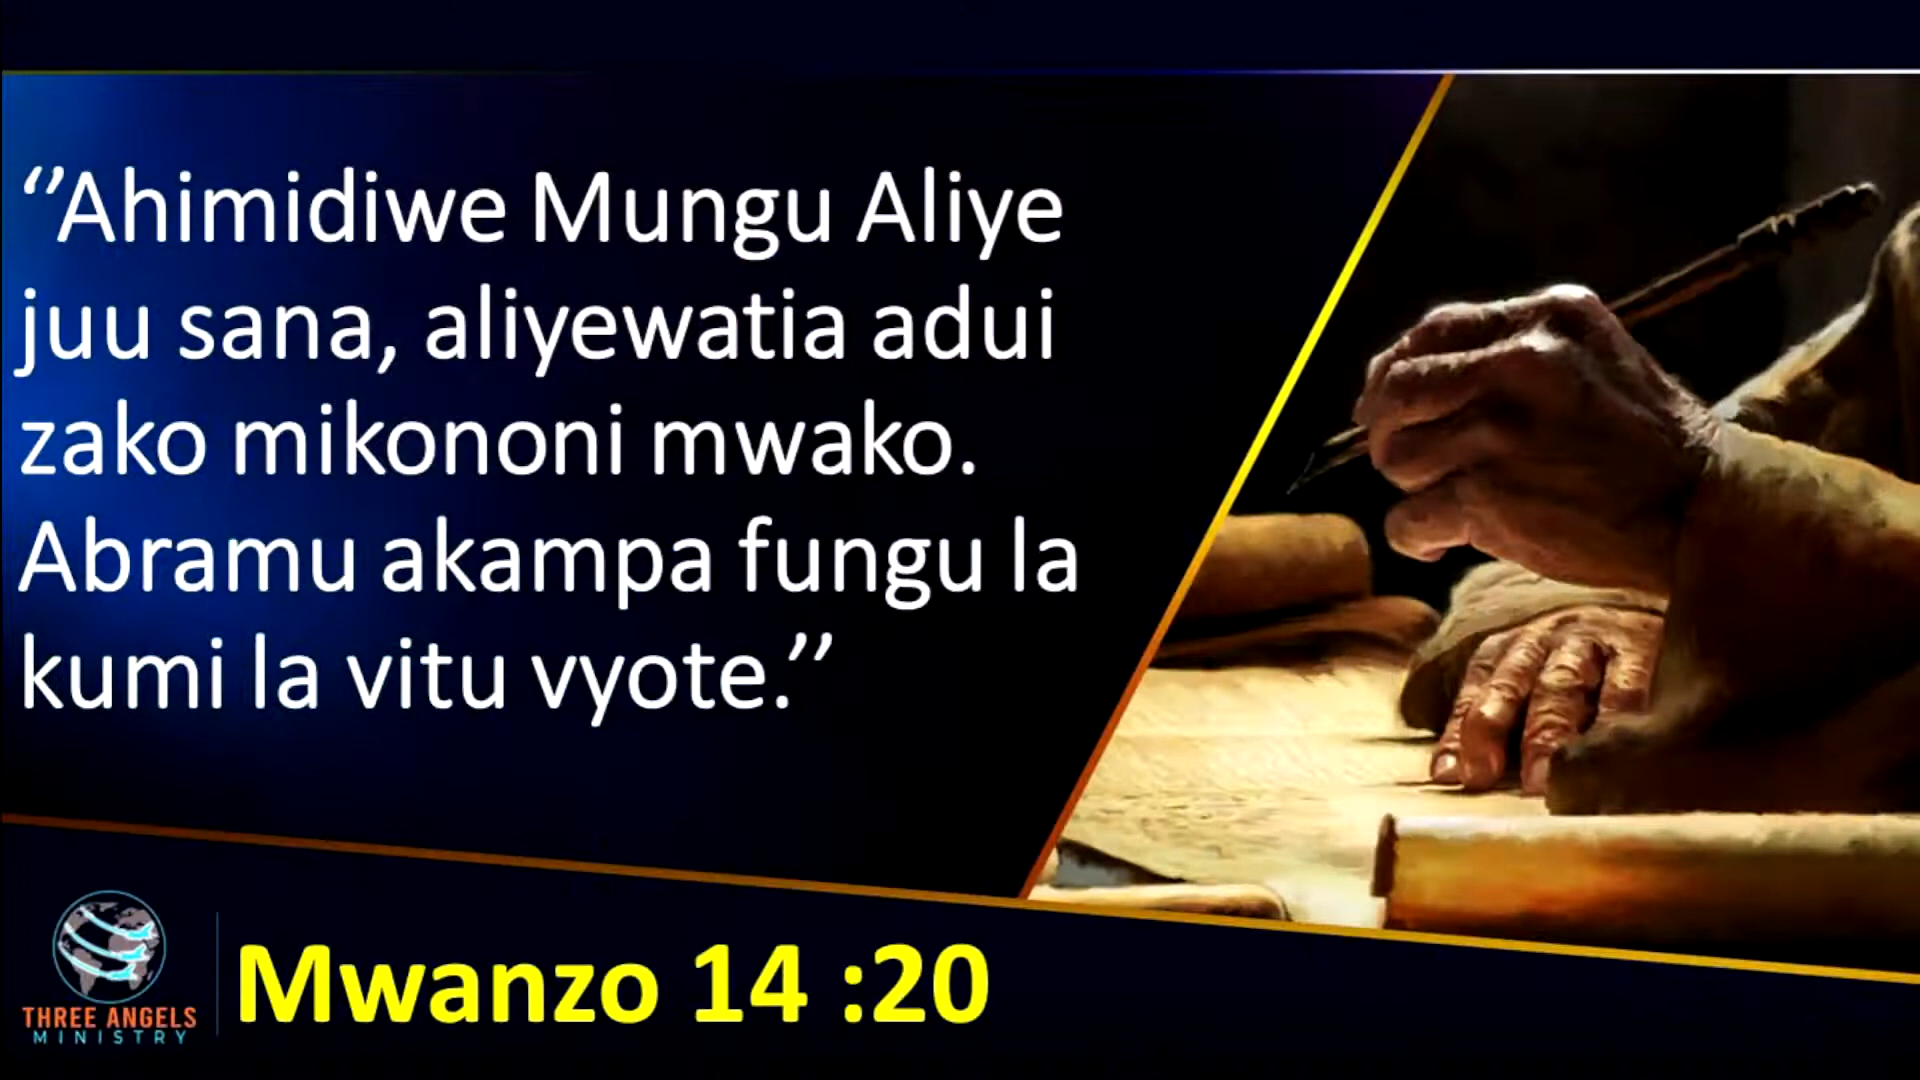 ‘’Ahimidiwe Mungu Aliye
juu sana, aliyewatia adui
zako mikononi mwako.
Abramu akampa fungu la
kumi la vitu vyote.’’
THREE ANGELS
MINISTRY
Mwanzo 14 :20